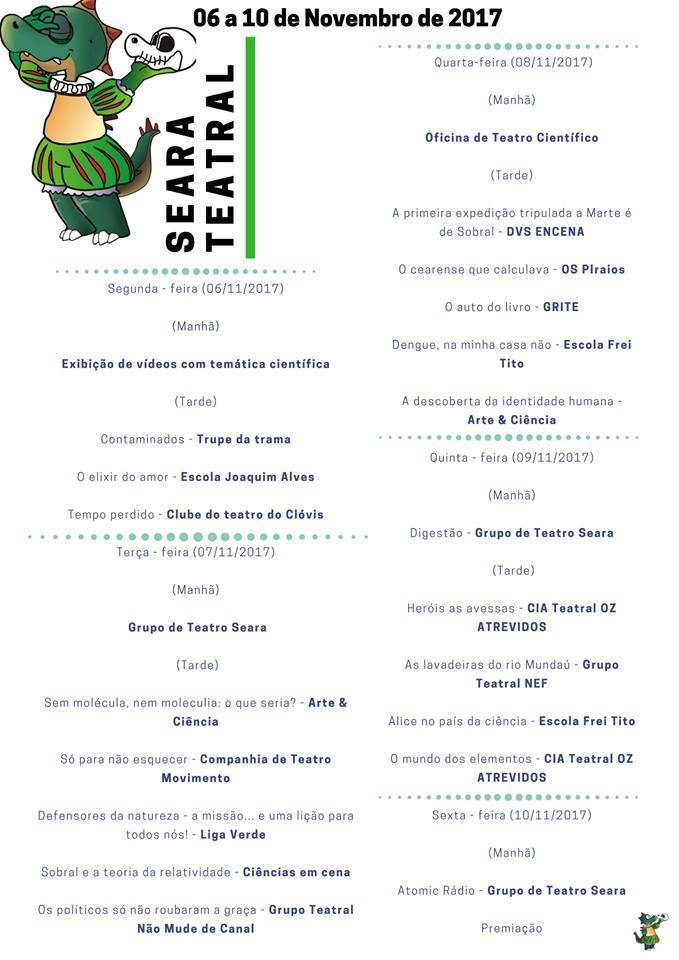 06 a 10 de Novembro de 2017
SEARA
TEATRAL
Segunda - feira (06/11/2017)
(Manhã)
Exibição de vídeos com temática científica
(Tarde)
Contaminados - Trupe da trama
O elixir do amor - Escola Joaquim Alves
Tempo perdido - Clube do teatro do Clóvis
Terça - feira (07/11/2017)
(Manhã)
Grupo de Teatro Seara
(Tarde)
Sem molécula, nem moleculia: o que seria? - Arte &
Ciência
Só para não esquecer - Companhia de Teatro
Movimento
Defensores da natureza - a missão... e uma lição para
todos nós! - Liga Verde
Sobral e a teoria da relatividade - Ciências em cena
Os políticos só não roubaram a graça - Grupo Teatral
Não Mude de Canal
Quarta-feira (08/11/2017)
(Manhã)
Oficina de Teatro Científico
(Tarde)
A primeira expedição tripulada a Marte é
de Sobral - DVS ENCENA
O cearense que calculava - OS PIraios
O auto do livro - GRITE
Dengue, na minha casa não - Escola Frei
Tito
A descoberta da identidade humana -
Arte & Ciência
Quinta - feira (09/11/2017)
(Manhã)
Digestão - Grupo de Teatro Seara
(Tarde)
Heróis as avessas - CIA Teatral OZ
ATREVIDOS
As lavadeiras do rio Mundaú - Grupo
Teatral NEF
Alice no país da ciência - Escola Frei Tito
O mundo dos elementos - CIA Teatral OZ
ATREVIDOS
Sexta - feira (10/11/2017)
(Manhã)
Atomic Rádio - Grupo de Teatro Seara
Premiação